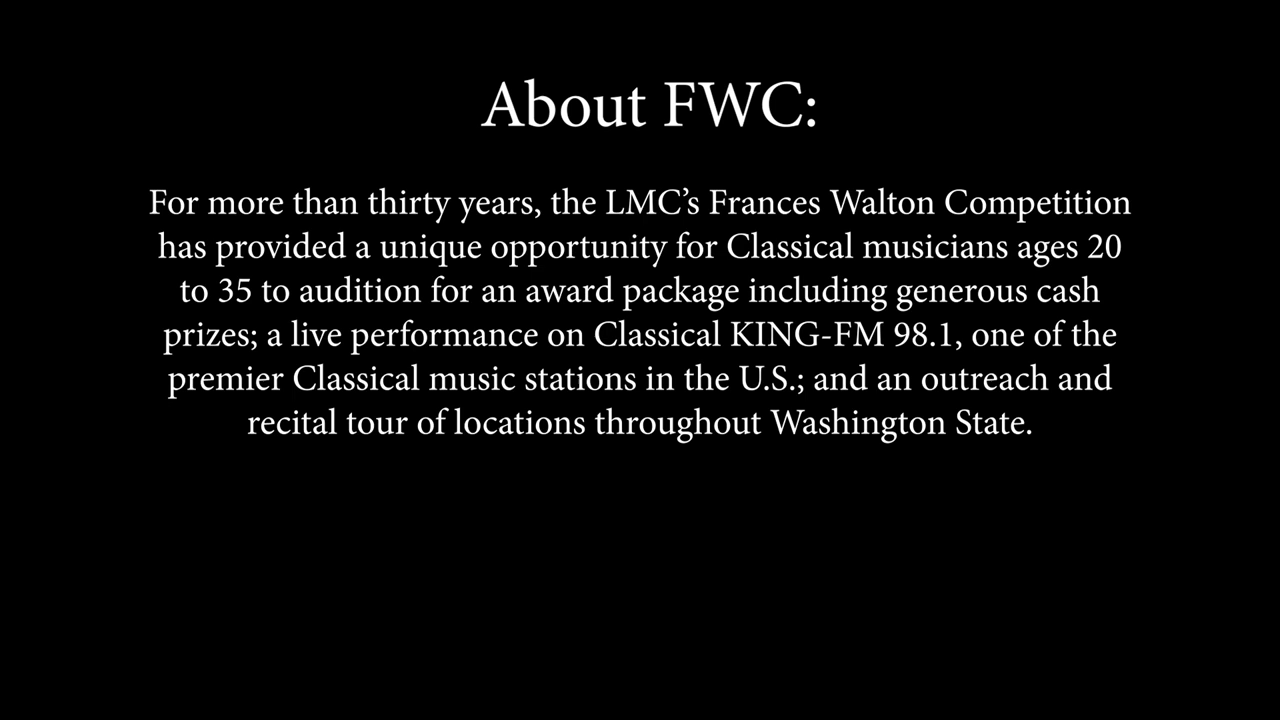 About FWC:
For more than thirty years, the LMC’s Frances Walton Competition
has provided a unique opportunity for Classical musicians ages 20
to 35 to audition for an award package including generous cash
prizes; a live performance on Classical KING-FM 98.1, one of the
premier Classical music stations in the U.S.; and an outreach and
recital tour of locations throughout Washington State.